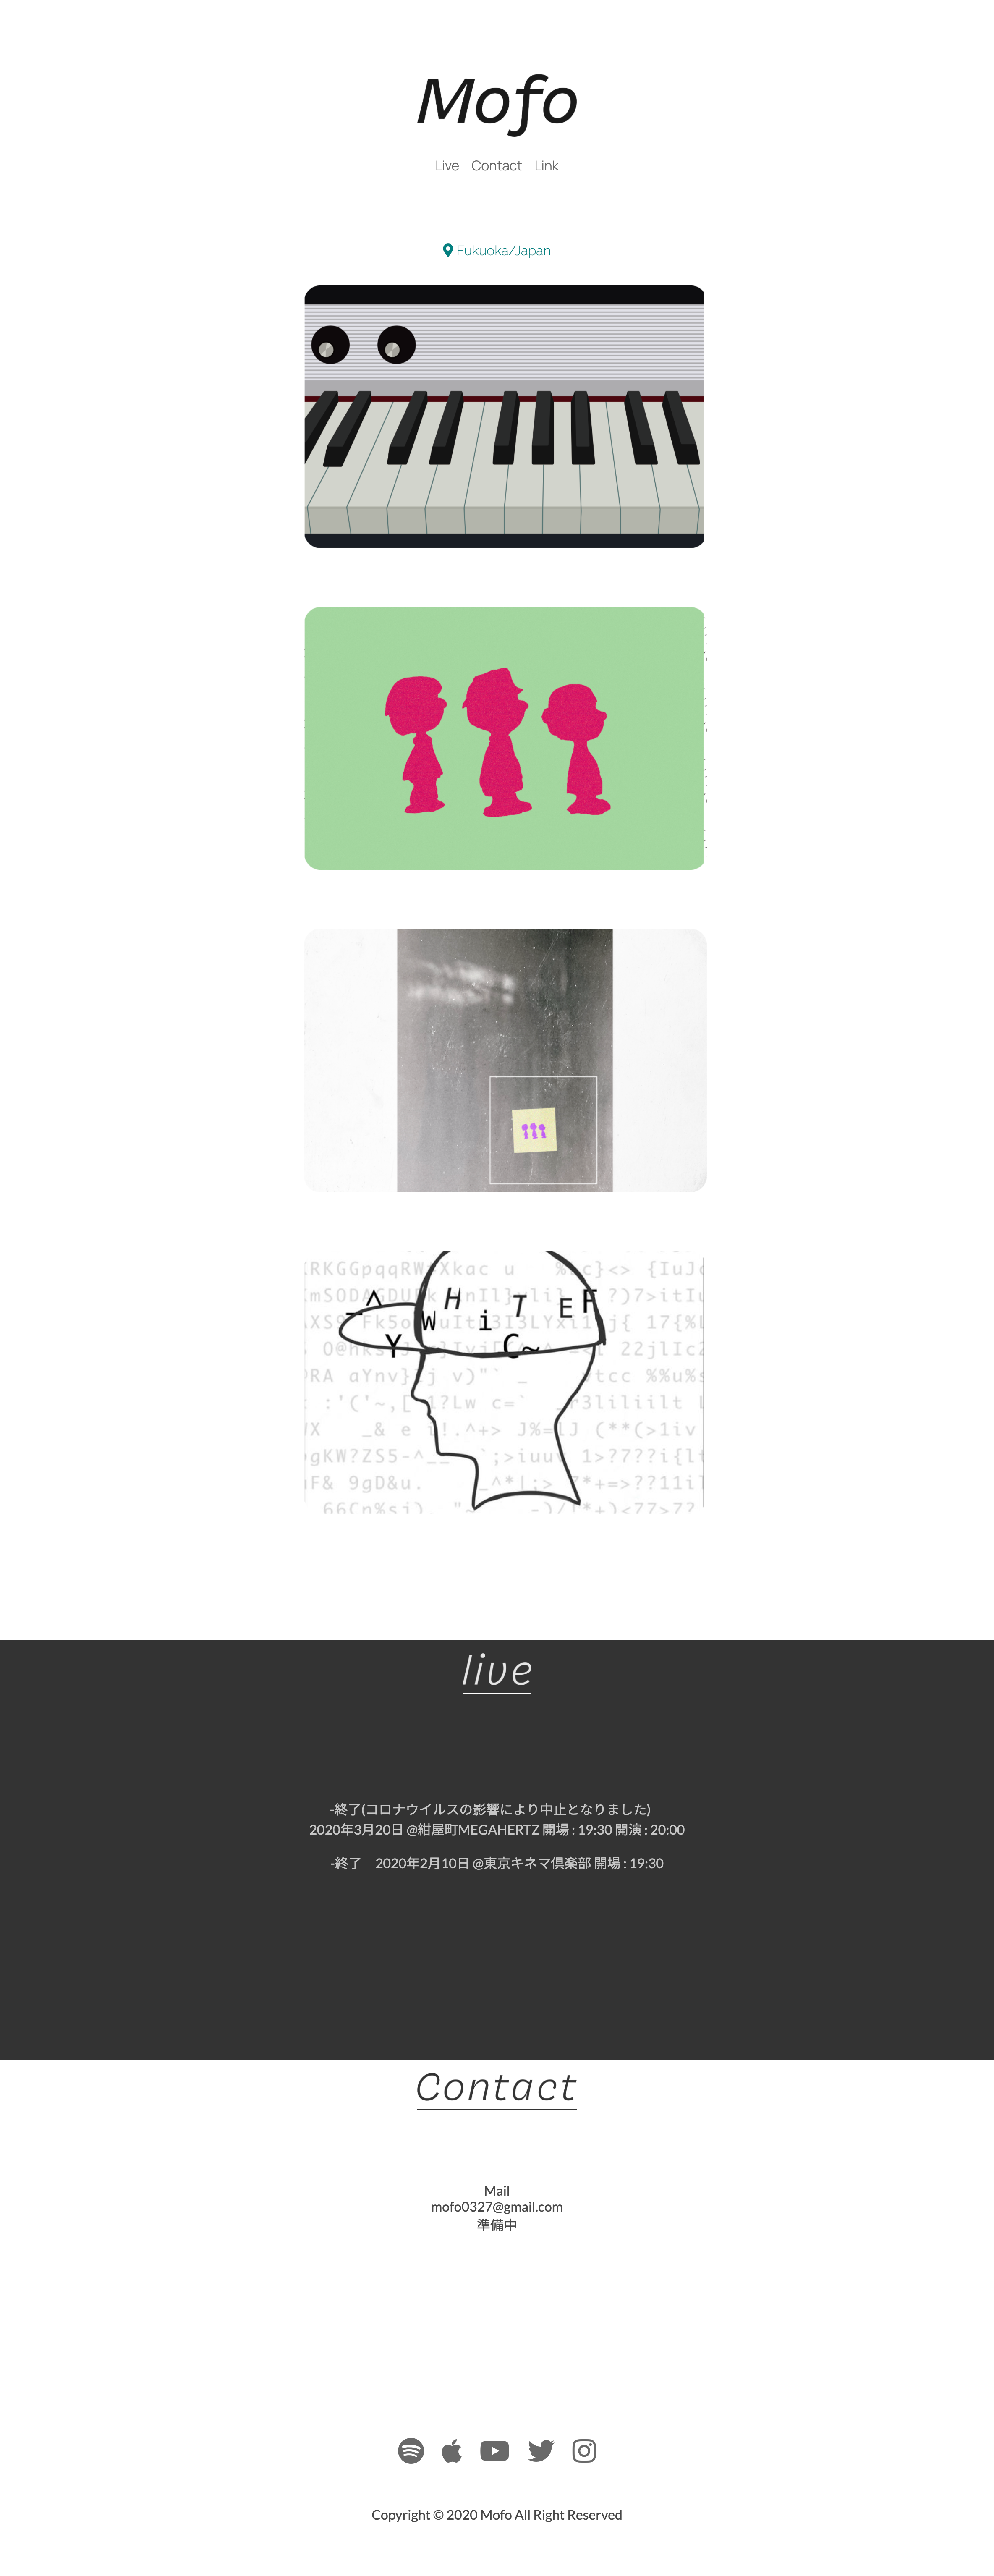 Mofo
Live Contact Link
Fukuoka/Japan
W H i T E F
Y C~
live
-終了(コロナウイルスの影響により中止となりました)
2020年3月20日 @紺屋町MEGAHERTZ 開場 : 19:30 開演 : 20:00
-終了　2020年2月10日 @東京キネマ倶楽部 開場 : 19:30
Contact
Mail
mofo0327@gmail.com
準備中
Copyright © 2020 Mofo All Right Reserved